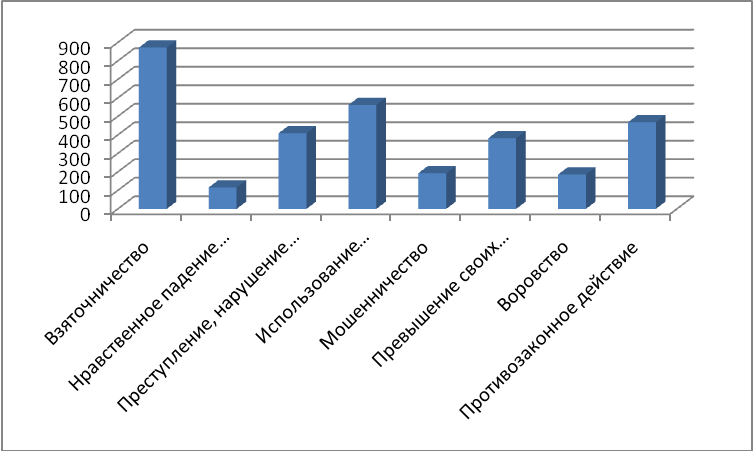 900
800
700
600
500
400
300
200
100
0
Взяточничество
Нравственное падение...
Преступление, нарушение...
Использование...
Мошенничество
Превышение своих...
Воровство
Противозаконное действие